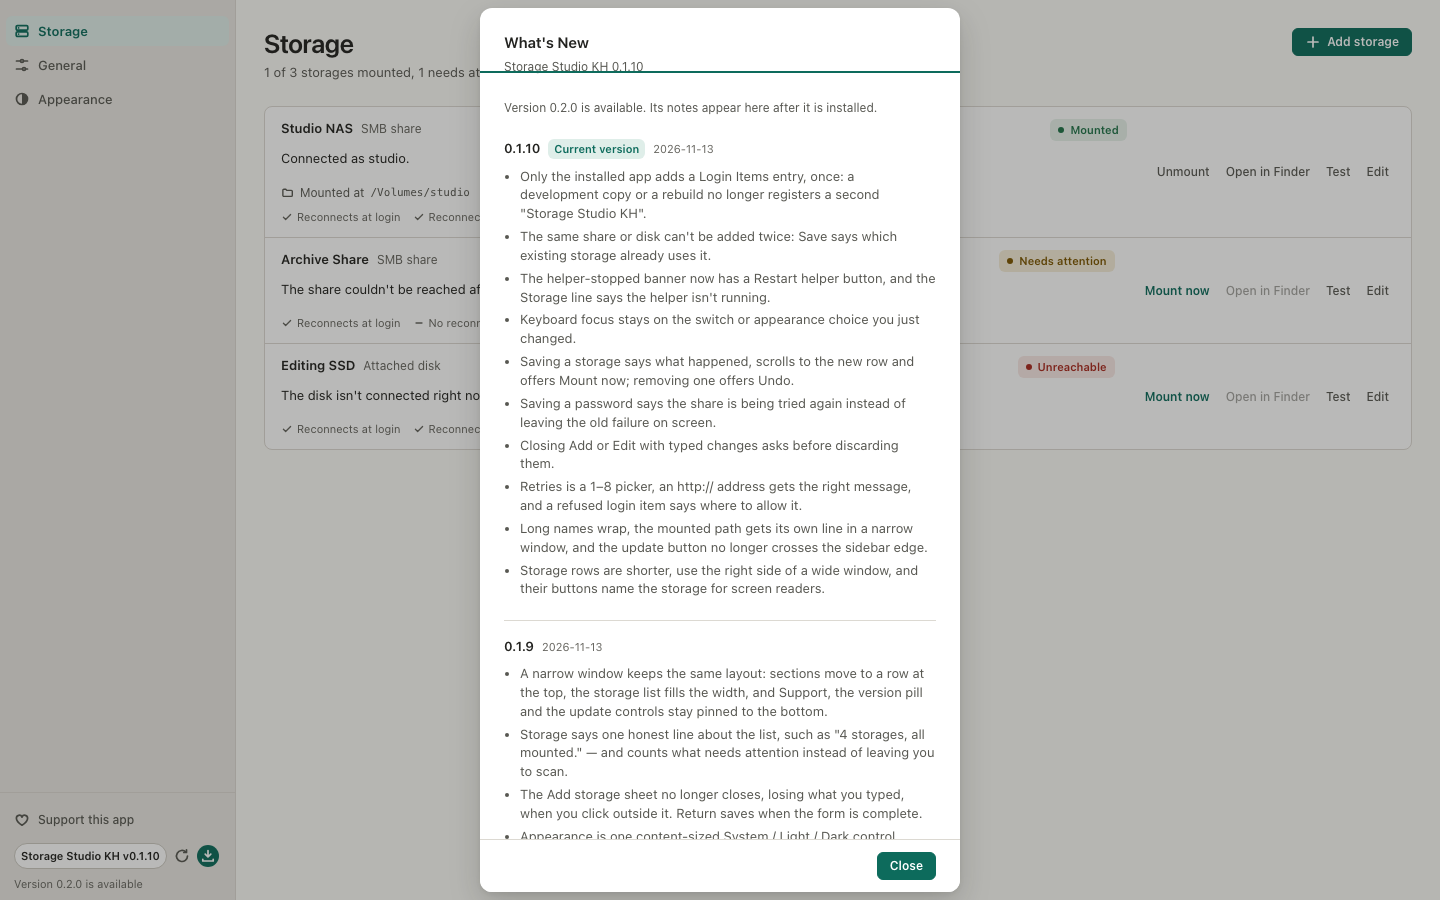 Storage
General
Appearance
Storage
1 of 3 storages mounted, 1 needs at
Add storage
Studio NAS SMB share
Mounted
Connected as studio.
Unmount Open in Finder Test Edit
Mounted at /Volumes/studio
Reconnects at login Reconnec
Archive Share SMB share
Needs attention
The share couldn't be reached af
Mount now Open in Finder Test Edit
Reconnects at login No reconn
Editing SSD Attached disk
Unreachable
The disk isn't connected right no
Mount now Open in Finder Test Edit
Reconnects at login Reconnec
What's New
Storage Studio KH 0.1.10
Version 0.2.0 is available. Its notes appear here after it is installed.
0.1.10 Current version 2026-11-13
• Only the installed app adds a Login Items entry, once: a
development copy or a rebuild no longer registers a second
"Storage Studio KH".
• The same share or disk can't be added twice: Save says which
existing storage already uses it.
• The helper-stopped banner now has a Restart helper button, and the
Storage line says the helper isn't running.
• Keyboard focus stays on the switch or appearance choice you just
changed.
• Saving a storage says what happened, scrolls to the new row and
offers Mount now; removing one offers Undo.
• Saving a password says the share is being tried again instead of
leaving the old failure on screen.
• Closing Add or Edit with typed changes asks before discarding
them.
• Retries is a 1–8 picker, an http:// address gets the right message,
and a refused login item says where to allow it.
• Long names wrap, the mounted path gets its own line in a narrow
window, and the update button no longer crosses the sidebar edge.
• Storage rows are shorter, use the right side of a wide window, and
their buttons name the storage for screen readers.
0.1.9 2026-11-13
• A narrow window keeps the same layout: sections move to a row at
the top, the storage list fills the width, and Support, the version pill
and the update controls stay pinned to the bottom.
• Storage says one honest line about the list, such as "4 storages, all
mounted." — and counts what needs attention instead of leaving you
to scan.
• The Add storage sheet no longer closes, losing what you typed,
when you click outside it. Return saves when the form is complete.
• Appearance is one content-sized System / Light / Dark control
Close
Support this app
Storage Studio KH v0.1.10
Version 0.2.0 is available